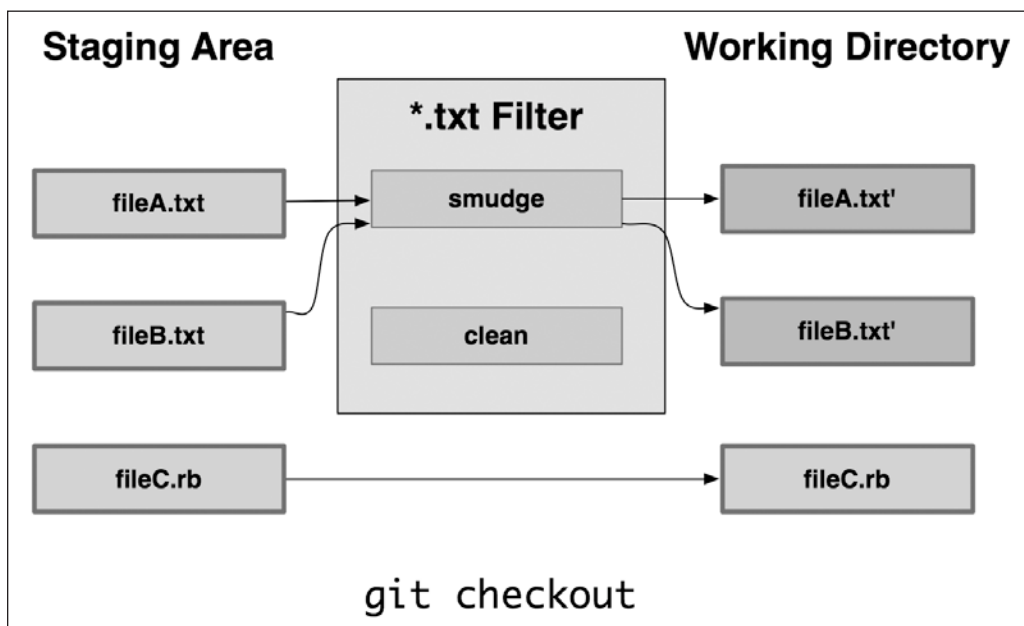 Staging Area
Working Directory
*.txt Filter
fileA.txt
smudge
fileA.txt'
fileB.txt
clean
fileB.txt'
fileC.rb
fileC.rb
git checkout